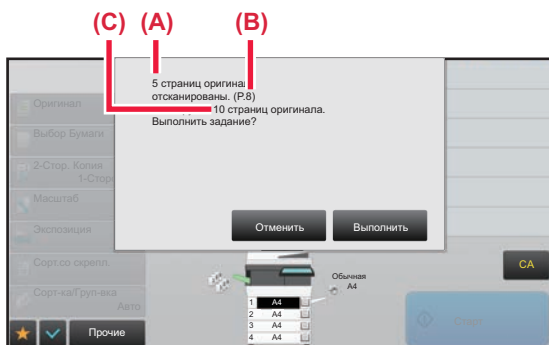 (C) (A) (B)
5 страниц
отсканированы. (P.8)
10 страниц оригинала.
Выполнить задание?
Оригинал
Выбор Бумаги
2-Стор. Копия
Масштаб
Экспозиция
Сорт.со скрепл.
Сорт-ка/Груп-вка
Авто
Отменить Выполнить
Обычная
A4
1 A4
2 A4
3 A4
4 A4
CA
Старт
Прочие